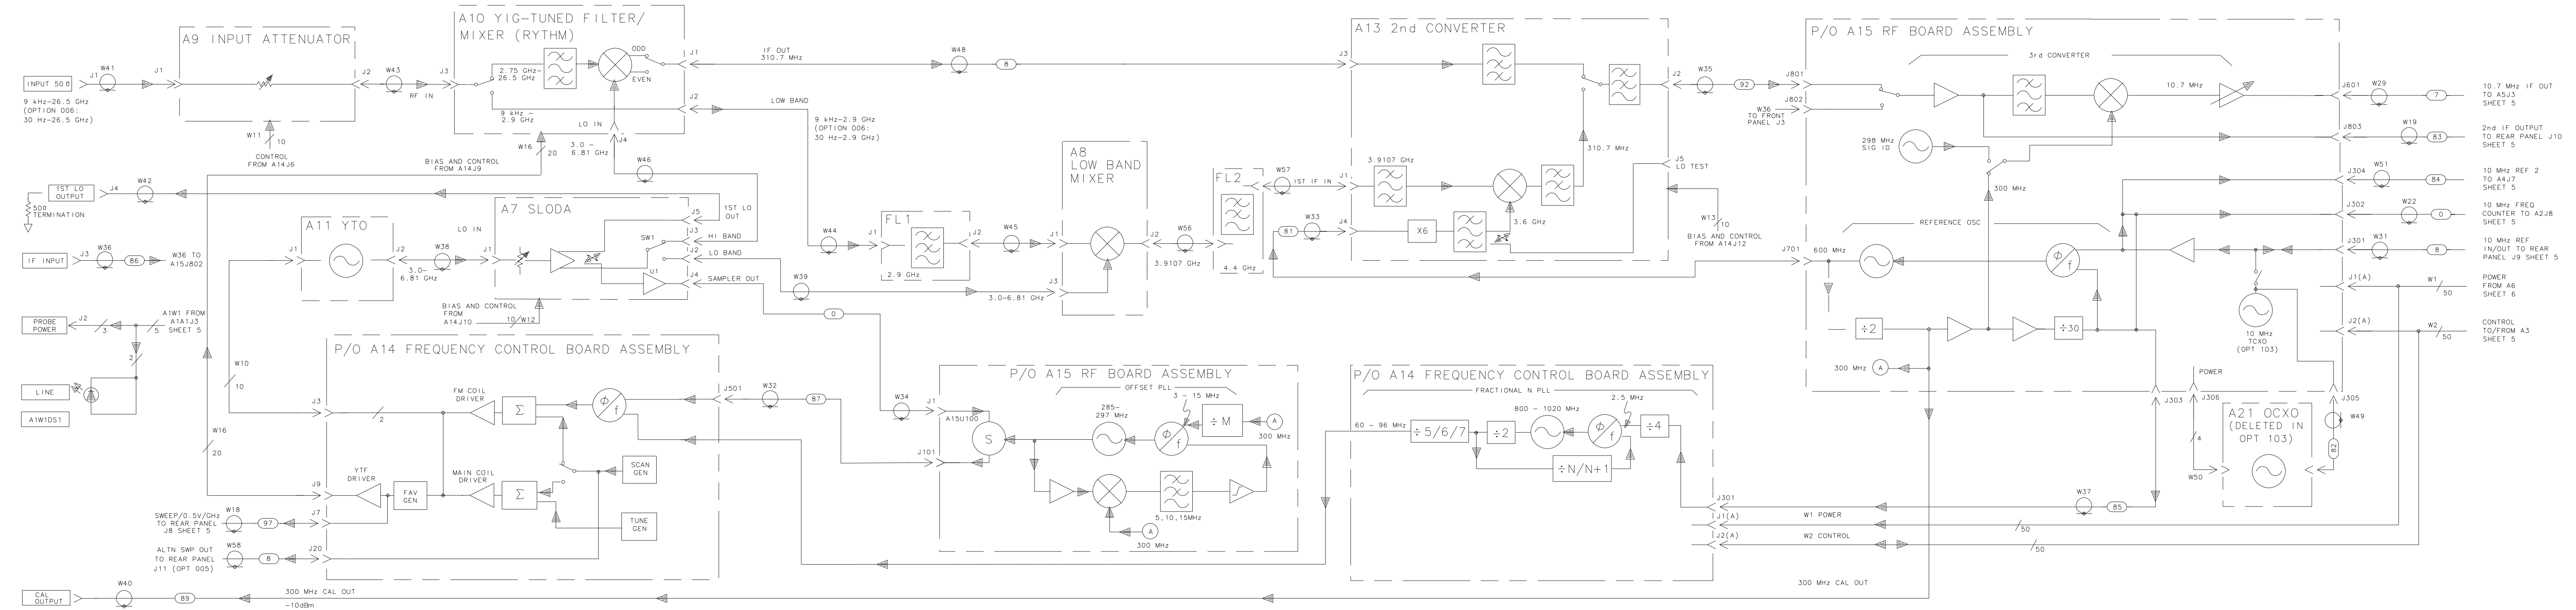 A9 INPUT ATTENUATOR
INPUT 50Ω
J1
W41
J1
J2
W43
RF IN
9 kHz-26.5 GHz
(OPTION 006:
30 Hz-26.5 GHz)
W11
10
CONTROL
FROM A14J6
A10 YIG-TUNED FILTER/
MIXER (RYTHM)
J3
2.75 GHz-
26.5 GHz
ODD
EVEN
J1
J2
9 kHz -
2.9 GHz
LO IN
J4
W16
20
3.0 -
6.81 GHz
W46
BIAS AND CONTROL
FROM A14J9
IF OUT
310.7 MHz
W48
8
LOW BAND
9 kHz-2.9 GHz
(OPTION 006:
30 Hz-2.9 GHz)
1ST LO
OUTPUT
J4
W42
50Ω
TERMINATION
A11 YTO
J1
J2
LO IN
W38
3.0-
6.81 GHz
A7 SLODA
J1
SW1
U1
J5
J3
J2
J4
1ST LO
OUT
HI BAND
LO BAND
SAMPLER OUT
BIAS AND CONTROL
FROM
A14J10
10
W12
W39
0
W44
FL1
J1
J2
2.9 GHz
W45
A8
LOW BAND
MIXER
J1
J2
J3
3.0-6.81 GHz
W56
3.9107 GHz
FL2
4.4 GHz
W57
1ST IF IN
81
W33
A13 2nd CONVERTER
J3
J1
J4
3.9107 GHz
X6
3.6 GHz
310.7 MHz
J2
J5
LO TEST
W13
10
BIAS AND CONTROL
FROM A14J12
W35
92
P/O A15 RF BOARD ASSEMBLY
3rd CONVERTER
J801
J802
W36
TO FRONT
PANEL J3
298 MHz
SIG ID
300 MHz
10.7 MHz
REFERENCE OSC
J701
600 MHz
Φ/f
÷2
÷30
300 MHz
A
10 MHz
TCXO
(OPT 103)
J601
W29
7
10.7 MHz IF OUT
TO A5J3
SHEET 5
J803
W19
83
2nd IF OUTPUT
TO REAR PANEL J10
SHEET 5
J304
W51
84
10 MHz REF 2
TO A4J7
SHEET 5
J302
W22
0
10 MHz FREQ
COUNTER TO A2J8
SHEET 5
J301
W31
8
10 MHz REF
IN/OUT TO REAR
PANEL J9 SHEET 5
J1(A)
W1
50
POWER
FROM A6
SHEET 6
J2(A)
W2
50
CONTROL
TO/FROM A3
SHEET 5
POWER
J303
J306
J305
A21 OCXO
(DELETED IN
OPT 103)
W49
82
4
W50
IF INPUT
J3
W36
86
W36 TO
A15J802
PROBE
POWER
J2
3
5
A1W1 FROM
A1A1J3
SHEET 5
2
LINE
A1W1DS1
W10
10
W16
20
P/O A14 FREQUENCY CONTROL BOARD ASSEMBLY
J3
2
FM COIL
DRIVER
Σ
Φ/f
J501
W32
87
J9
YTF
DRIVER
FAV
GEN
MAIN COIL
DRIVER
Σ
SCAN
GEN
TUNE
GEN
J7
J20
SWEEP/0.5V/GHz
TO REAR PANEL
J8 SHEET 5
W18
97
ALTN SWP OUT
TO REAR PANEL
J11 (OPT 005)
W58
8
CAL
OUTPUT
W40
89
300 MHz CAL OUT
-10dBm
W34
P/O A15 RF BOARD ASSEMBLY
OFFSET PLL
J1
A15U100
S
J101
285-
297 MHz
3 - 15 MHz
Φ/f
÷ M
A
300 MHz
5,10,15MHz
A
300 MHz
P/O A14 FREQUENCY CONTROL BOARD ASSEMBLY
FRACTIONAL N PLL
60 - 96 MHz
÷5/6/7
÷2
800 - 1020 MHz
Φ/f
2.5 MHz
÷4
÷N/N+1
J301
J1(A)
J2(A)
W37
85
W1 POWER
50
W2 CONTROL
50
300 MHz CAL OUT